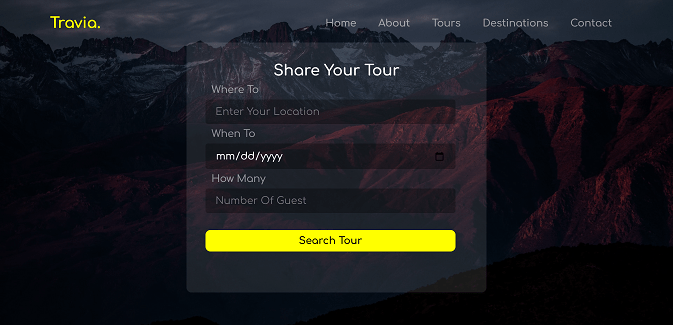 Travia.
Home About Tours Destinations Contact
Share Your Tour
Where To
Enter Your Location
When To
mm/dd/yyyy
How Many
Number Of Guest
Search Tour